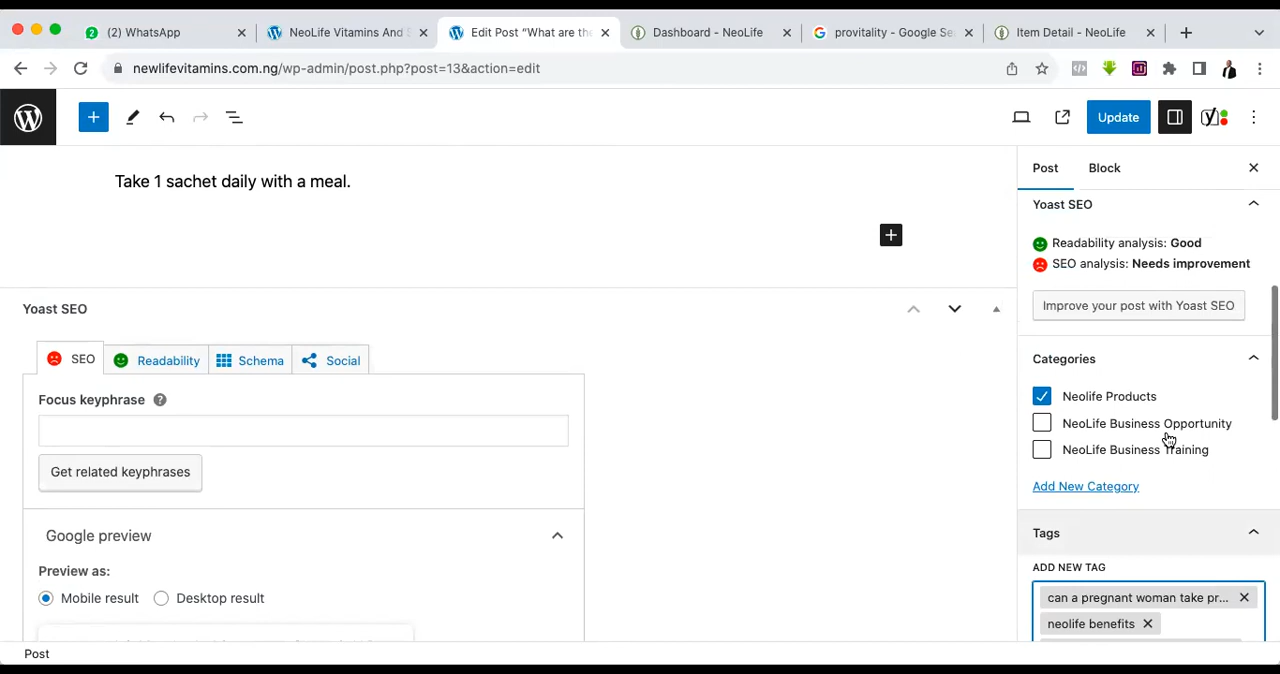 (2) WhatsApp
NeoLife Vitamins And S
Edit Post “What are the
Dashboard - NeoLife
provitality - Google Se
Item Detail - NeoLife
newlifevitamins.com.ng/wp-admin/post.php?post=13&action=edit
Update
Take 1 sachet daily with a meal.
Post
Block
Yoast SEO
Readability analysis: Good
SEO analysis: Needs improvement
Improve your post with Yoast SEO
Yoast SEO
SEO
Readability
Schema
Social
Categories
Neolife Products
NeoLife Business Opportunity
NeoLife Business Training
Add New Category
Focus keyphrase
Get related keyphrases
Google preview
Preview as:
Mobile result
Desktop result
Tags
ADD NEW TAG
can a pregnant woman take pr...
neolife benefits
Post